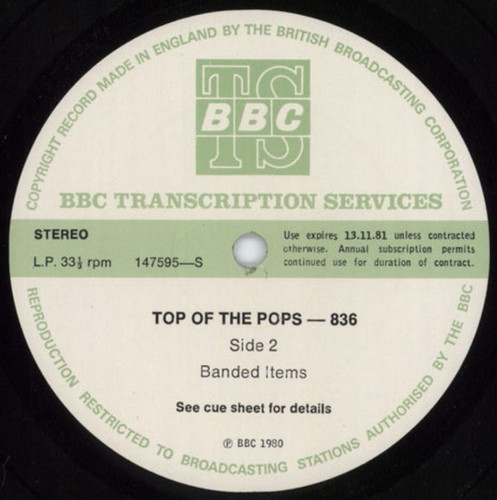 COPYRIGHT RECORD MADE IN ENGLAND BY THE BRITISH BROADCASTING CORPORATION
TS
BBC
BBC TRANSCRIPTION SERVICES
STEREO
L.P. 33⅓ rpm 147595—S
Use expires 13.11.81 unless contracted
otherwise. Annual subscription permits
continued use for duration of contract.
TOP OF THE POPS — 836
Side 2
Banded Items
See cue sheet for details
℗ BBC 1980
REPRODUCTION RESTRICTED TO BROADCASTING STATIONS AUTHORISED BY THE BBC